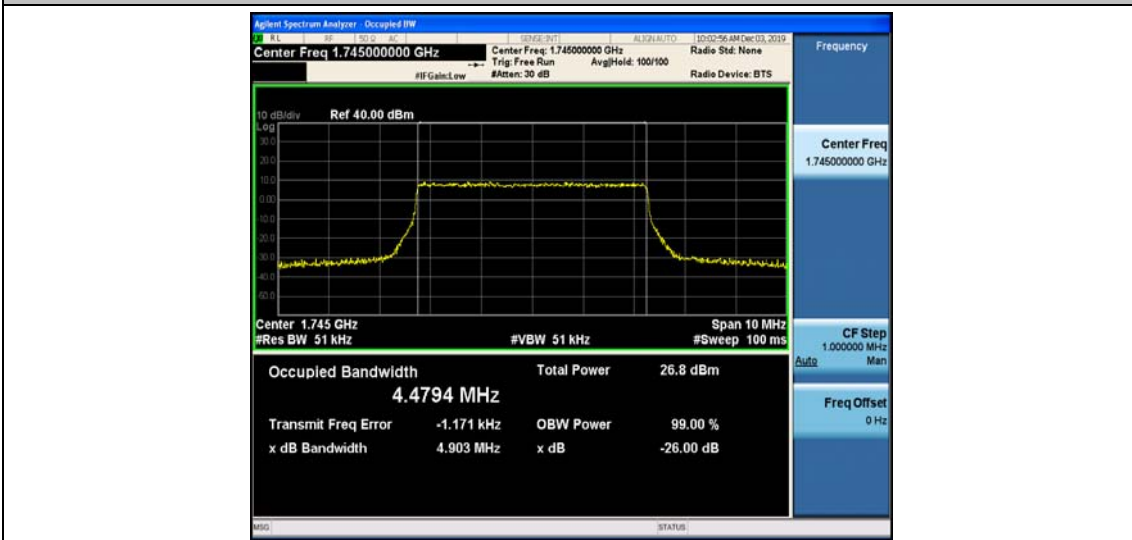 Agilent Spectrum Analyzer - Occupied BW
RL RF 50 Ω AC SENSE:INT ALIGN AUTO 10:02:56 AM Dec 03, 2019
Center Freq 1.745000000 GHz
Center Freq: 1.745000000 GHz Radio Std: None
Trig: Free Run Avg|Hold: 100/100
#IFGain:Low #Atten: 30 dB Radio Device: BTS
Frequency
10 dB/div Ref 40.00 dBm
Log
30.0
20.0
10.0
0.00
-10.0
-20.0
-30.0
-40.0
Center Freq
1.745000000 GHz
Center 1.745 GHz Span 10 MHz
#Res BW 51 kHz #VBW 51 kHz #Sweep 100 ms
CF Step
1.000000 MHz
Auto Man
Occupied Bandwidth Total Power 26.8 dBm
4.4794 MHz
Transmit Freq Error -1.171 kHz OBW Power 99.00 %
x dB Bandwidth 4.903 MHz x dB -26.00 dB
Freq Offset
0 Hz
MSG STATUS